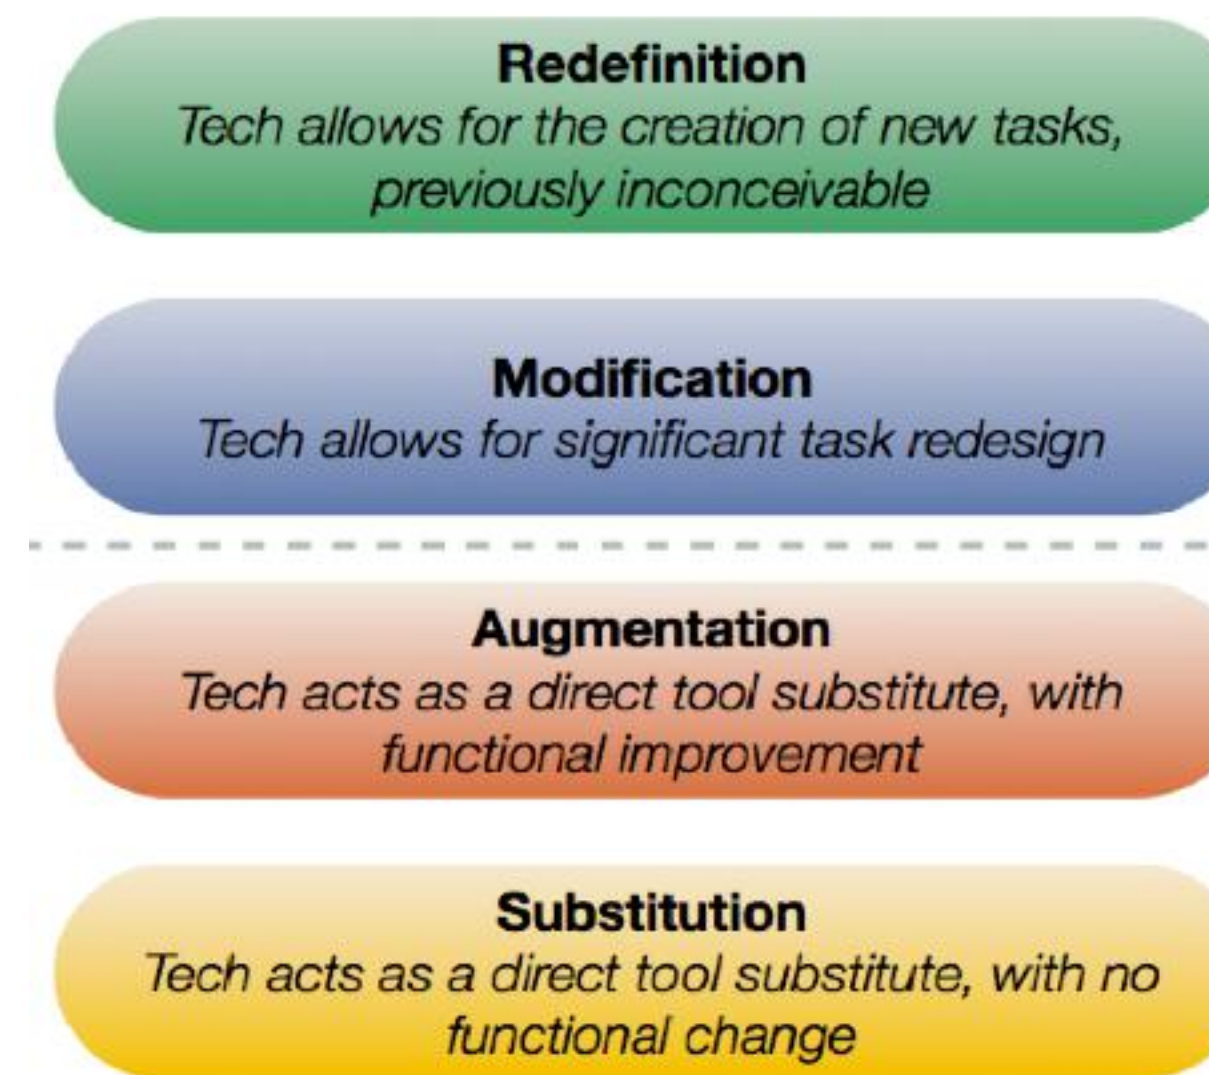 Redefinition
Tech allows for the creation of new tasks,
previously inconceivable
Modification
Tech allows for significant task redesign
Augmentation
Tech acts as a direct tool substitute, with
functional improvement
Substitution
Tech acts as a direct tool substitute, with no
functional change